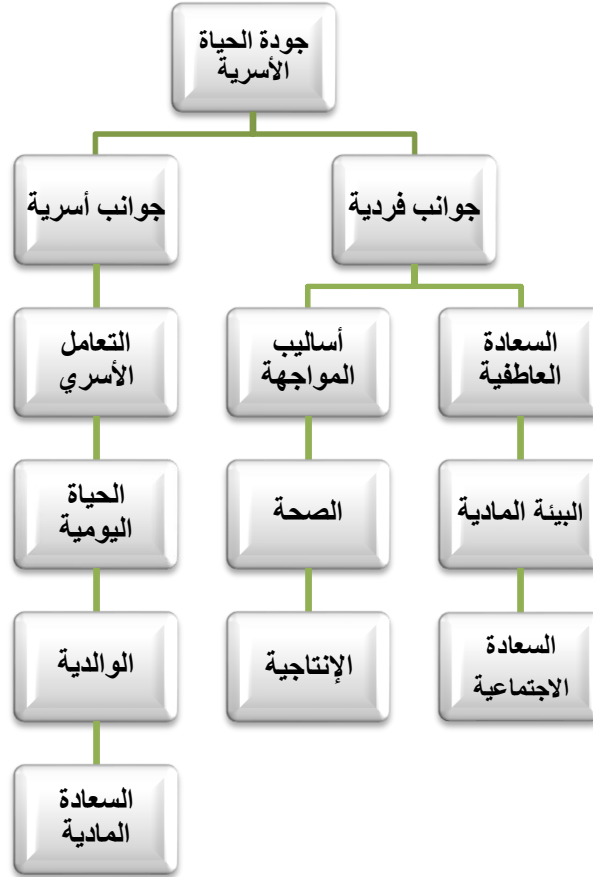 جودة الحياة
الأسرية
جوانب فردية
جوانب أسرية
السعادة
العاطفية
أساليب
المواجهة
التعامل
الأسري
البيئة المادية
الصحة
الحياة
اليومية
السعادة
الاجتماعية
الإنتاجية
الوالدية
السعادة
المادية